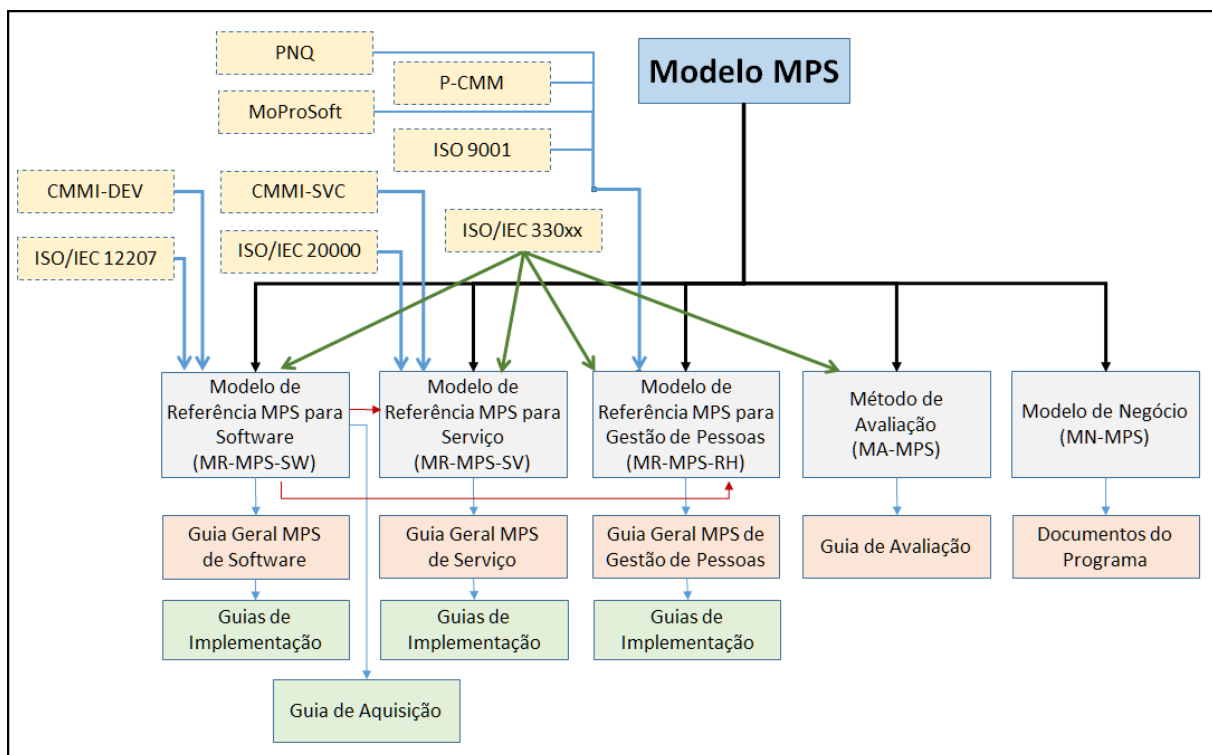 PNQ
Modelo MPS
P-CMM
MoProSoft
ISO 9001
CMMI-DEV
CMMI-SVC
ISO/IEC 330xx
ISO/IEC 12207
ISO/IEC 20000
Modelo de
Referência MPS para
Software
(MR-MPS-SW)
Modelo de
Referência MPS para
Serviço
(MR-MPS-SV)
Modelo de
Referência MPS para
Gestão de Pessoas
(MR-MPS-RH)
Método de
Avaliação
(MA-MPS)
Modelo de Negócio
(MN-MPS)
Guia Geral MPS
de Software
Guia Geral MPS
de Serviço
Guia Geral MPS de
Gestão de Pessoas
Guia de Avaliação
Documentos do
Programa
Guias de
Implementação
Guias de
Implementação
Guias de
Implementação
Guia de Aquisição